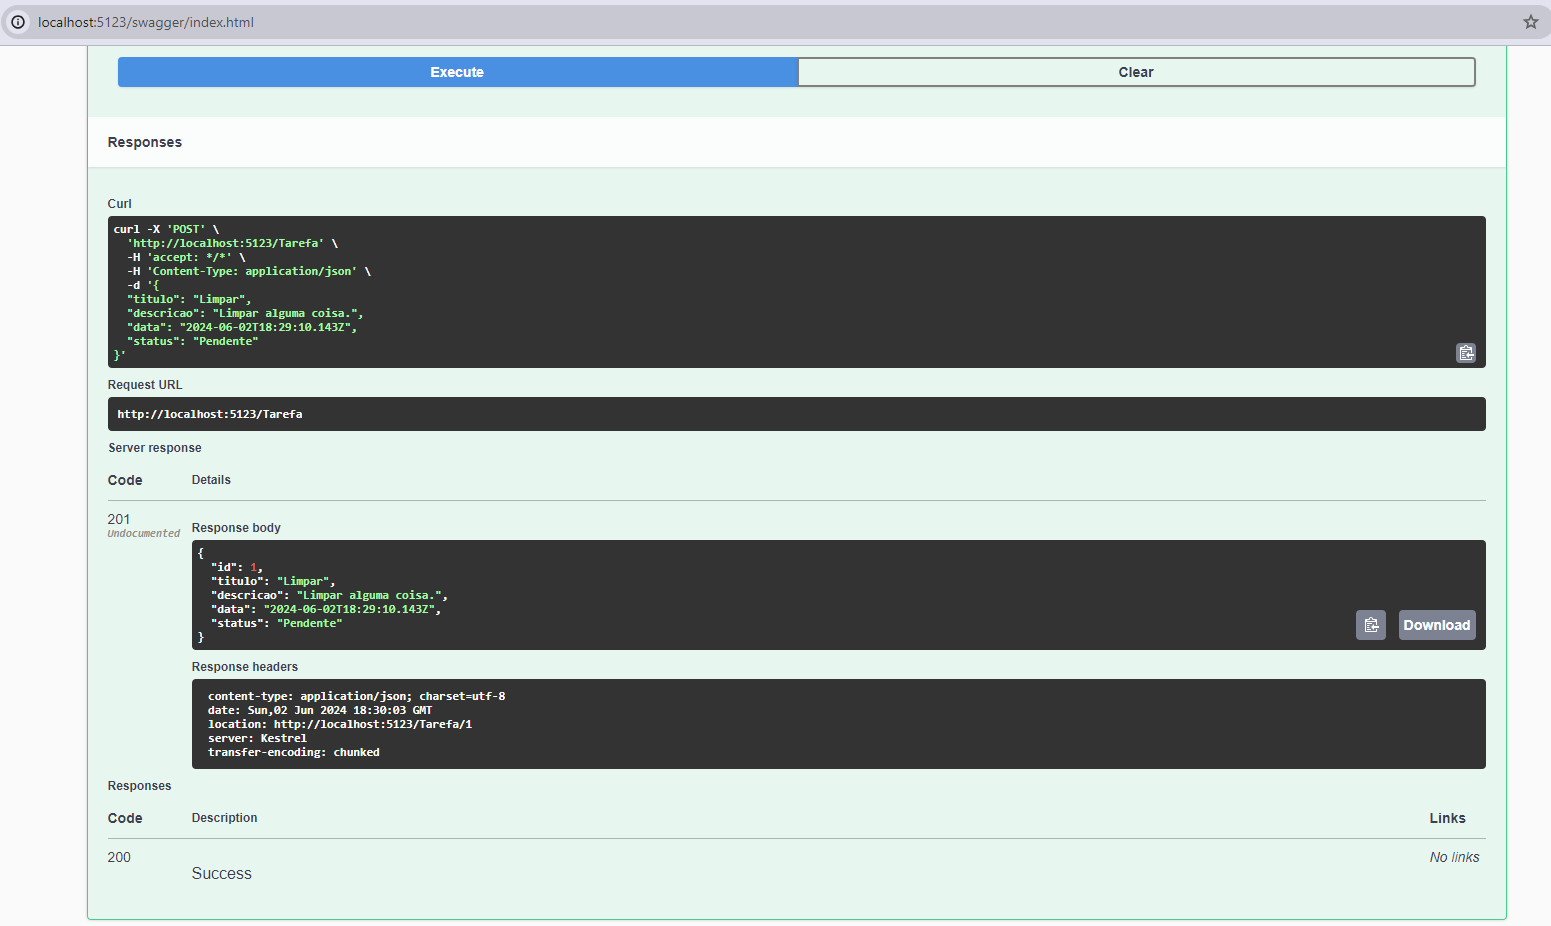 localhost:5123/swagger/index.html
Execute
Clear
Responses
Curl
curl -X 'POST' \
  'http://localhost:5123/Tarefa' \
  -H 'accept: */*' \
  -H 'Content-Type: application/json' \
  -d '{
  "titulo": "Limpar",
  "descricao": "Limpar alguma coisa.",
  "data": "2024-06-02T18:29:10.143Z",
  "status": "Pendente"
}'
Request URL
http://localhost:5123/Tarefa
Server response
Code Details
201
Undocumented
Response body
{
  "id": 1,
  "titulo": "Limpar",
  "descricao": "Limpar alguma coisa.",
  "data": "2024-06-02T18:29:10.143Z",
  "status": "Pendente"
}
Download
Response headers
content-type: application/json; charset=utf-8
date: Sun,02 Jun 2024 18:30:03 GMT
location: http://localhost:5123/Tarefa/1
server: Kestrel
transfer-encoding: chunked
Responses
Code Description Links
200
Success
No links